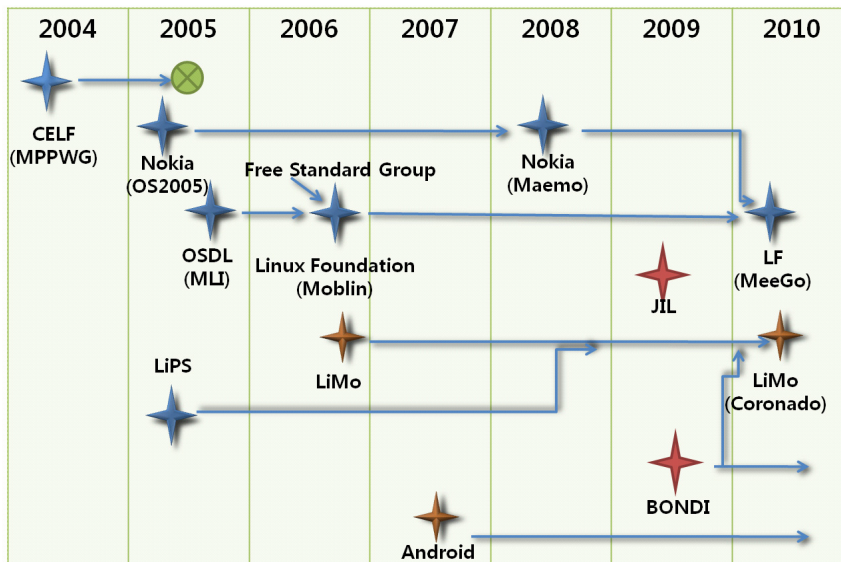 2004 2005 2006 2007 2008 2009 2010
CELF
(MPPWG)
Nokia
(OS2005)
Free Standard Group
Nokia
(Maemo)
OSDL
(MLI)
Linux Foundation
(Moblin)
LF
(MeeGo)
JIL
LiPS
LiMo
LiMo
(Coronado)
BONDI
Android